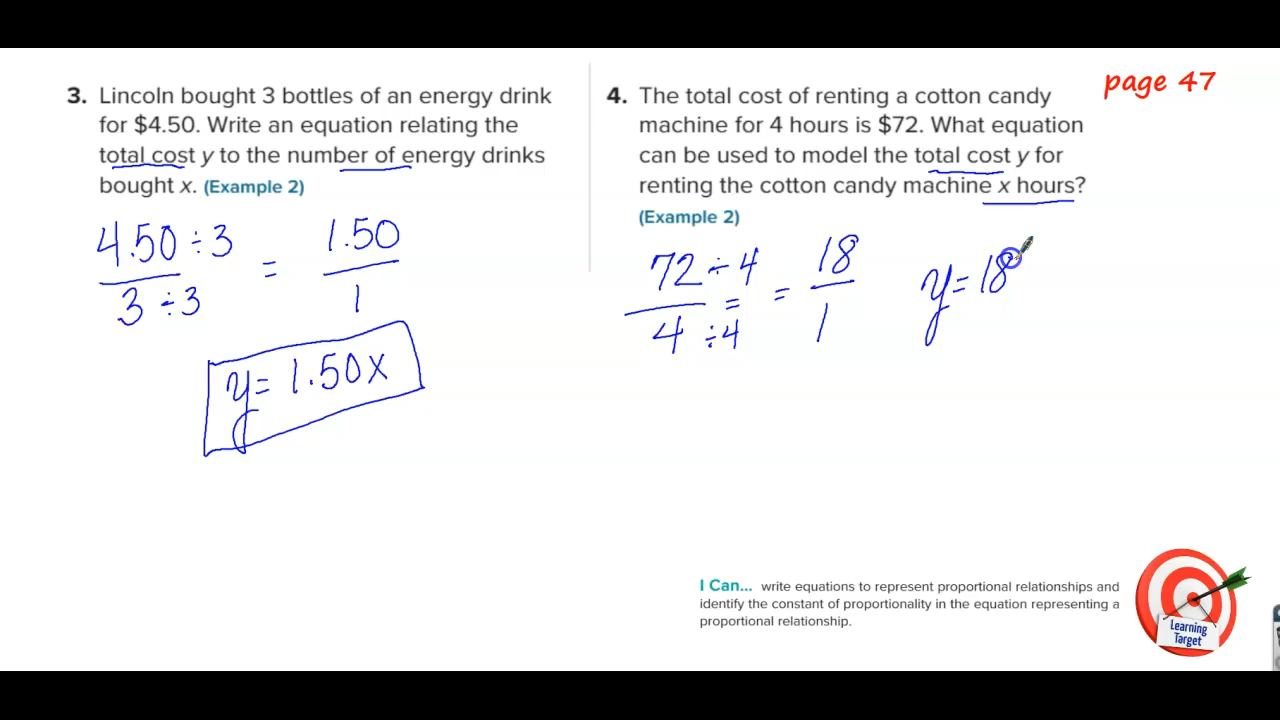 page 47
3. Lincoln bought 3 bottles of an energy drink
for $4.50. Write an equation relating the
total cost y to the number of energy drinks
bought x. (Example 2)
4.50 ÷ 3 = 1.50
3 ÷ 3 1
y = 1.50x
4. The total cost of renting a cotton candy
machine for 4 hours is $72. What equation
can be used to model the total cost y for
renting the cotton candy machine x hours?
(Example 2)
72 ÷ 4 = = 18
4 ÷ 4 1
y = 18
I Can... write equations to represent proportional relationships and
identify the constant of proportionality in the equation representing a
proportional relationship.
Learning
Target